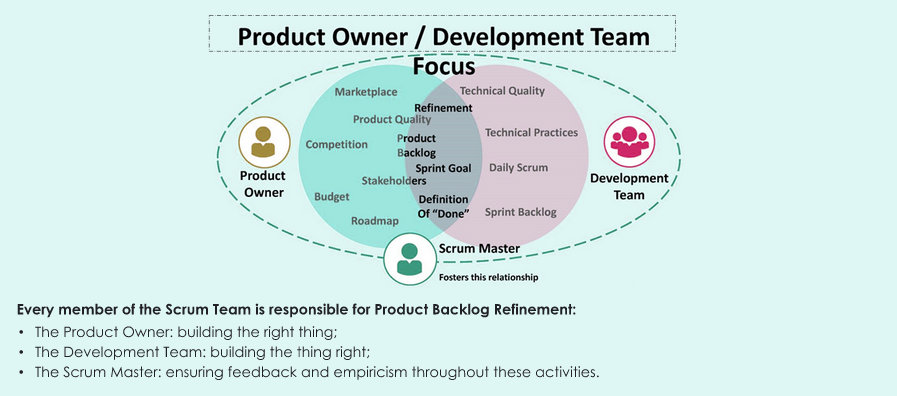 Product Owner / Development Team
Focus
Marketplace
Product Quality
Competition
Stakeholders
Budget
Roadmap
Refinement
Product
Backlog
Sprint Goal
Definition
Of “Done”
Technical Quality
Technical Practices
Daily Scrum
Sprint Backlog
Product
Owner
Development
Team
Scrum Master
Fosters this relationship
Every member of the Scrum Team is responsible for Product Backlog Refinement:
• The Product Owner: building the right thing;
• The Development Team: building the thing right;
• The Scrum Master: ensuring feedback and empiricism throughout these activities.